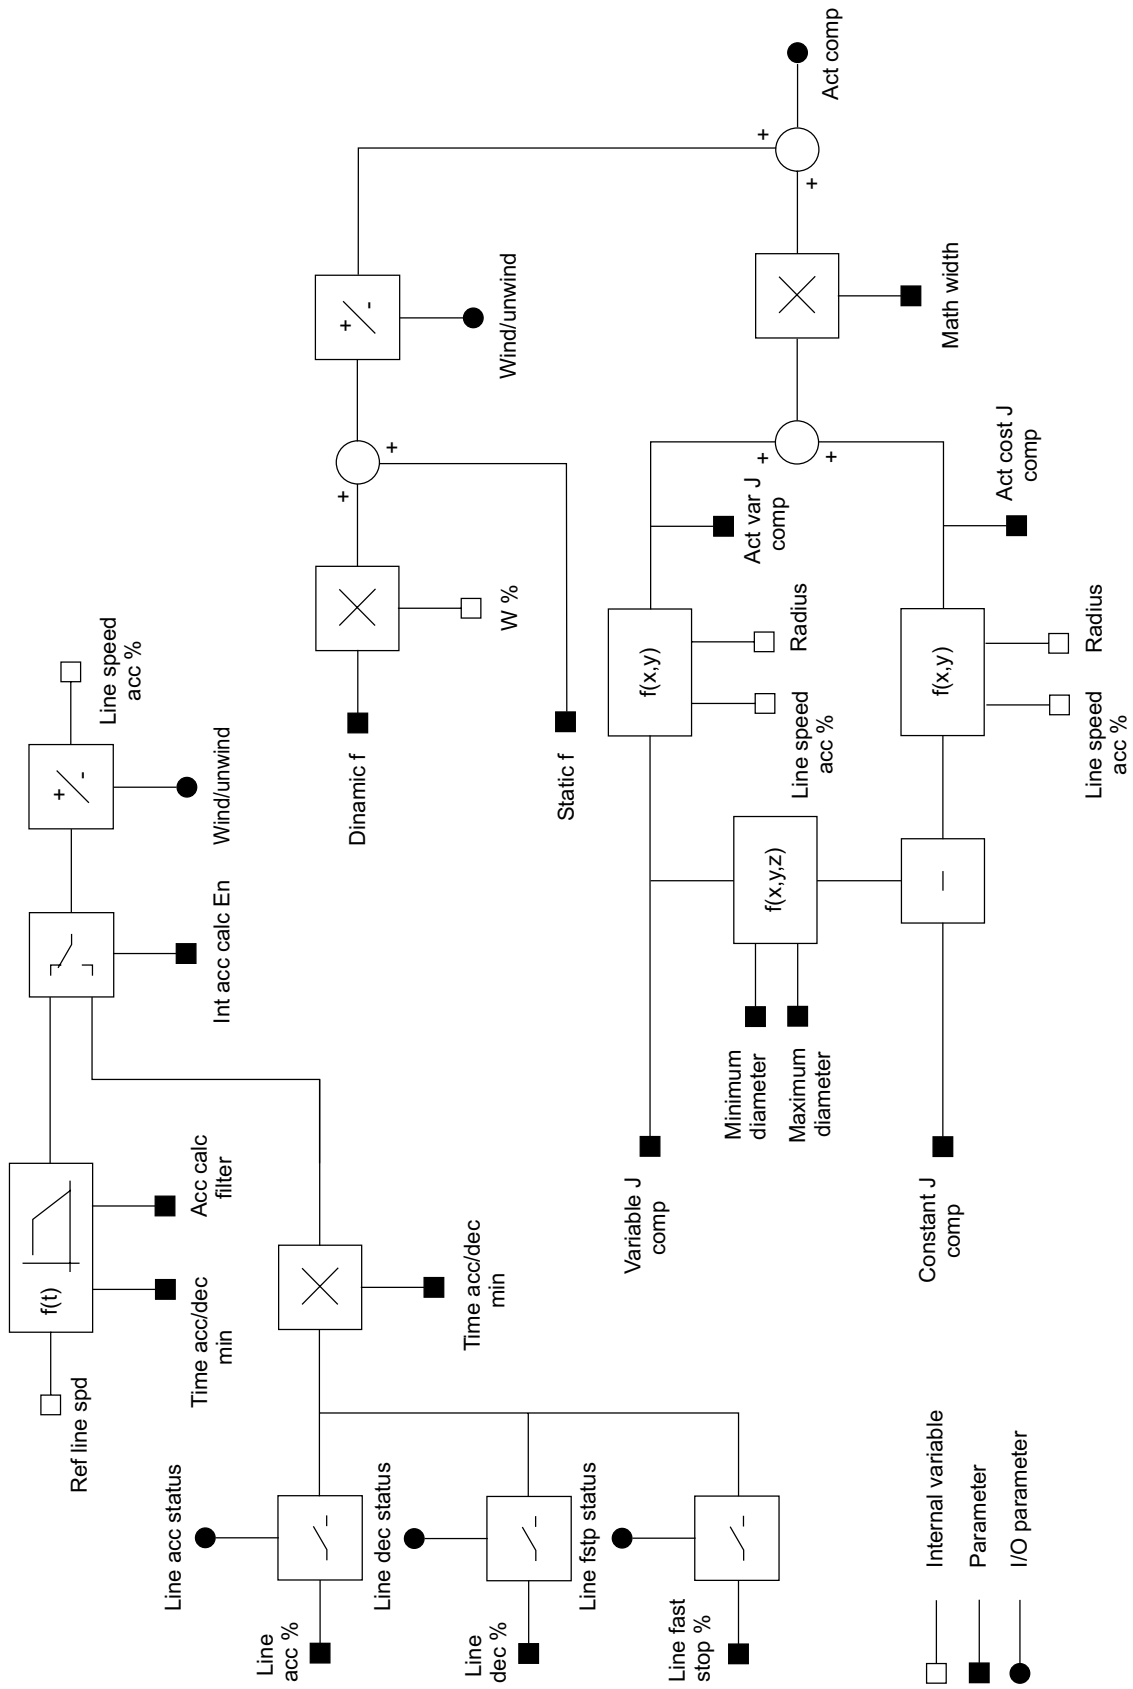 f(t)
Ref line spd
Time acc/dec
min
Acc calc
filter
Int acc calc En
+
-
Wind/unwind
Line speed
acc %
Line acc status
Line
acc %
Time acc/dec
min
Line dec status
Line
dec %
Line fstp status
Line fast
stop %
Dinamic f
W %
+
+
Static f
+
-
Wind/unwind
Variable J
comp
Minimum
diameter
Maximum
diameter
f(x,y,z)
f(x,y)
Line speed
acc %
Radius
Act var J
comp
Constant J
comp
-
f(x,y)
Line speed
acc %
Radius
Act cost J
comp
+
+
Math width
+
+
Act comp
Internal variable
Parameter
I/O parameter